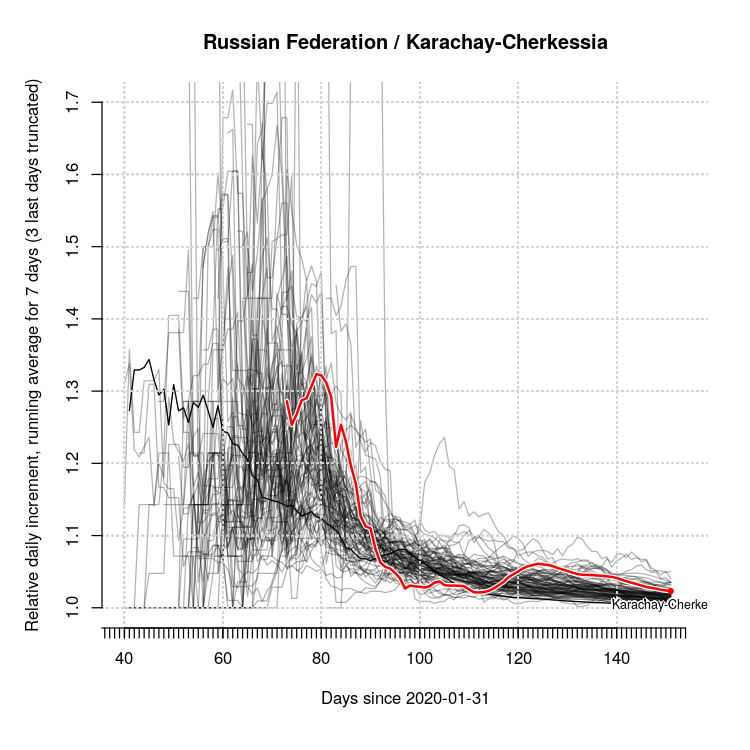 Russian Federation / Karachay-Cherkessia
Relative daily increment, running average for 7 days (3 last days truncated)
1.7
1.6
1.5
1.4
1.3
1.2
1.1
1.0
Karachay-Cherke
40 60 80 100 120 140
Days since 2020-01-31